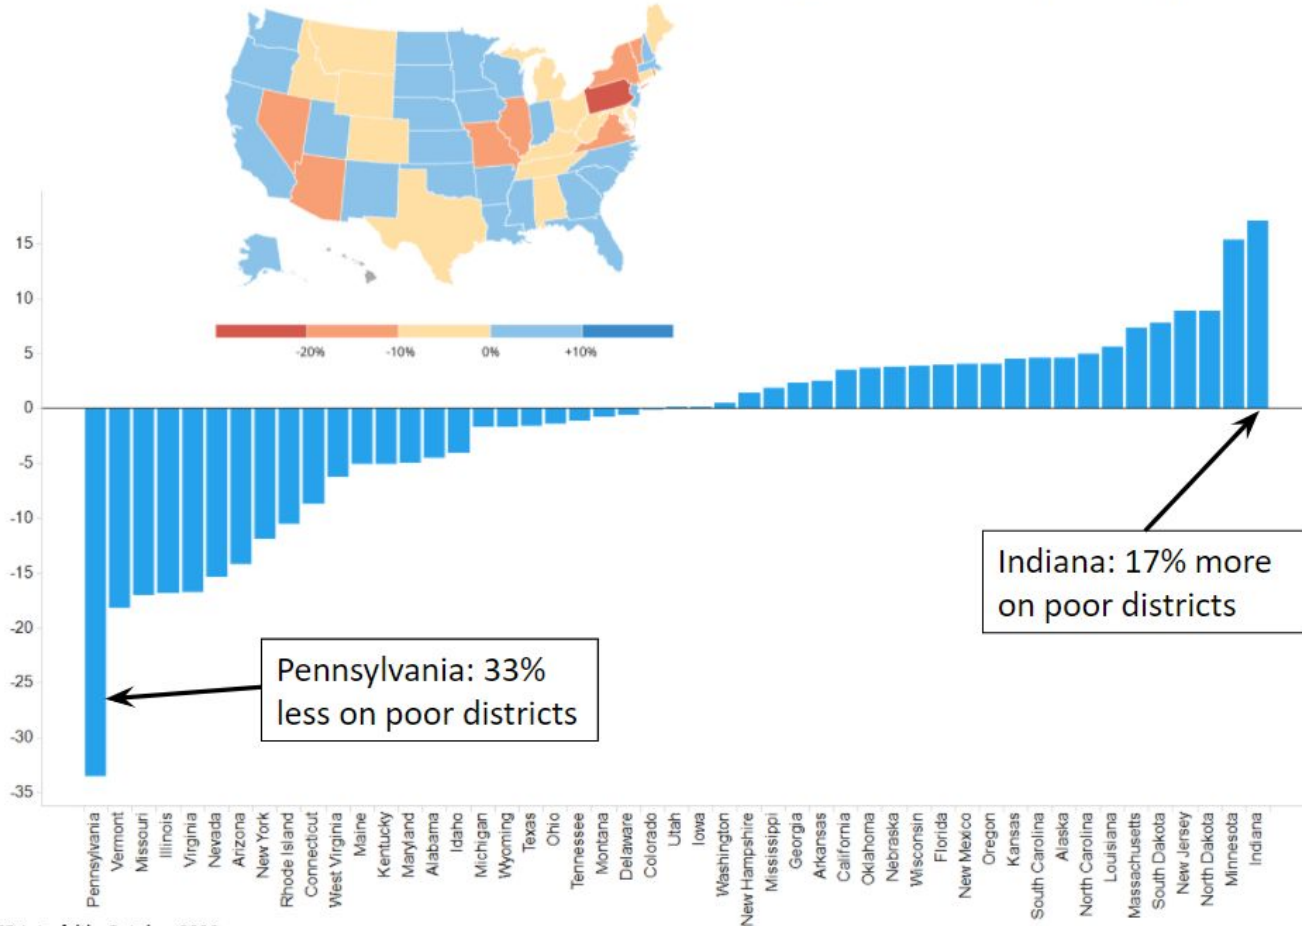 -20%
-10%
0%
+10%
15
10
5
0
-5
-10
-15
-20
-25
-30
-35
Indiana: 17% more
on poor districts
Pennsylvania: 33%
less on poor districts
Pennsylvania
Vermont
Missouri
Illinois
Virginia
Nevada
Arizona
New York
Rhode Island
Connecticut
West Virginia
Maine
Kentucky
Maryland
Alabama
Idaho
Michigan
Wyoming
Texas
Ohio
Tennessee
Montana
Delaware
Colorado
Utah
Iowa
Washington
New Hampshire
Mississippi
Georgia
Arkansas
California
Oklahoma
Nebraska
Wisconsin
Florida
New Mexico
Oregon
Kansas
South Carolina
Alaska
North Carolina
Louisiana
Massachusetts
South Dakota
New Jersey
North Dakota
Minnesota
Indiana